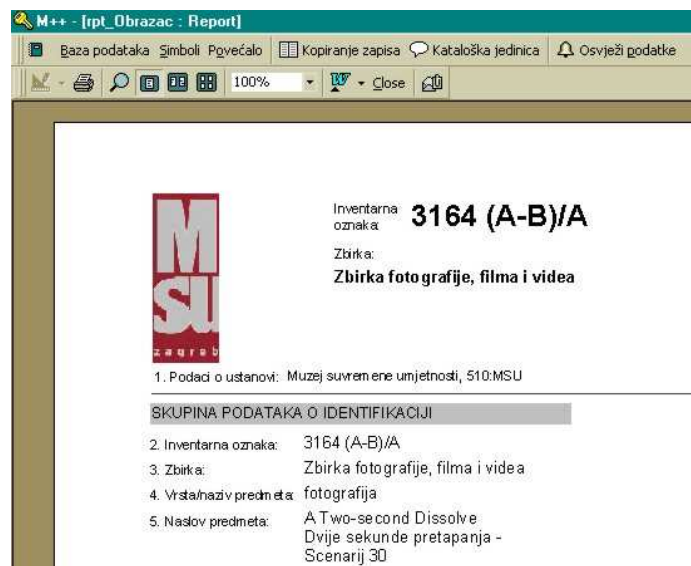 M++ - [rpt_Obrazac : Report]
Baza podataka Simboli Povećalo Kopiranje zapisa Kataloška jedinica Osvježi podatke
100% W Close
MSU
zagreb
Inventarna oznaka: 3164 (A-B)/A
Zbirka:
Zbirka fotografije, filma i videa
1. Podaci o ustanovi: Muzej suvremene umjetnosti, 510:MSU
SKUPINA PODATAKA O IDENTIFIKACIJI
2. Inventarna oznaka: 3164 (A-B)/A
3. Zbirka: Zbirka fotografije, filma i videa
4. Vrsta/naziv predmeta: fotografija
5. Naslov predmeta: A Two-second Dissolve
Dvije sekunde pretapanja -
Scenarij 30